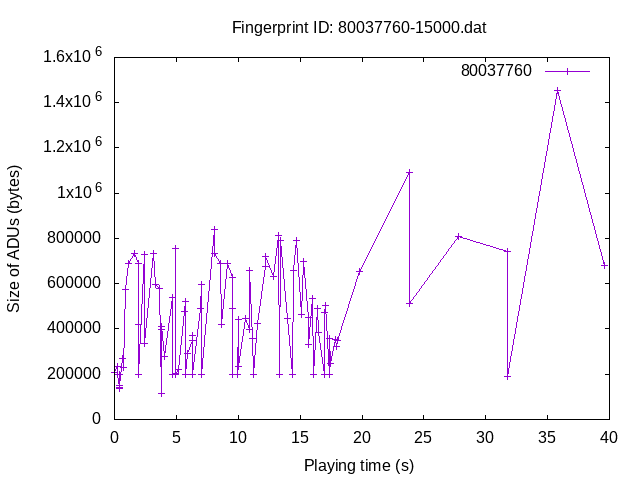 Fingerprint ID: 80037760-15000.dat
80037760
1.6x10^6
1.4x10^6
1.2x10^6
1x10^6
800000
600000
400000
200000
0
Size of ADUs (bytes)
0 5 10 15 20 25 30 35 40
Playing time (s)